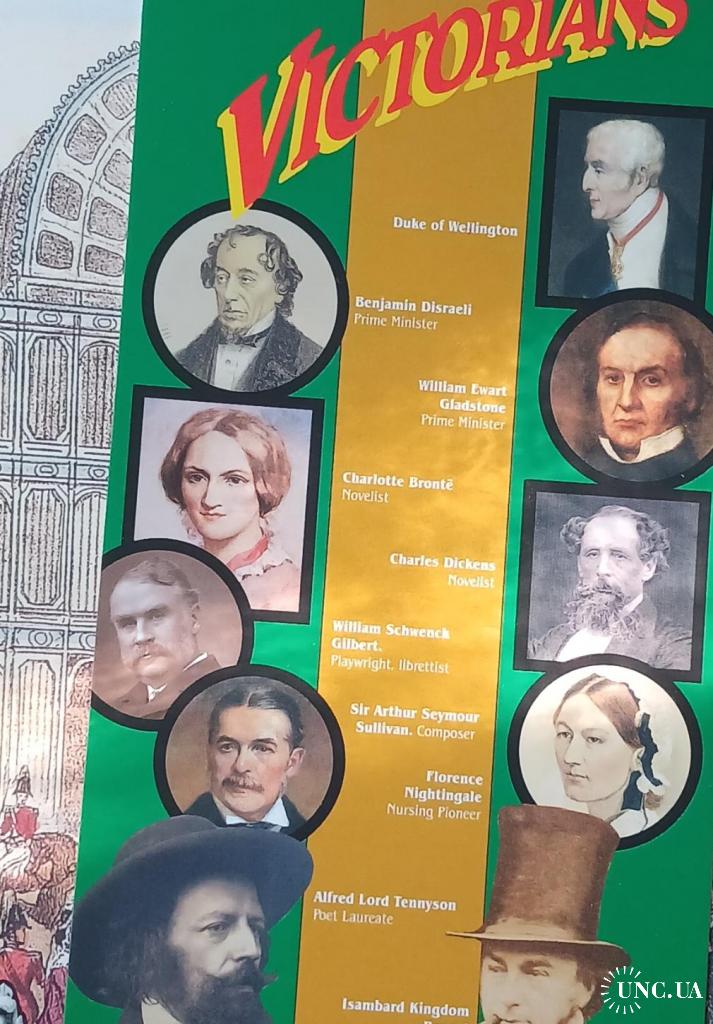 VICTORIANS
Duke of Wellington
Benjamin Disraeli
Prime Minister
William Ewart
Gladstone
Prime Minister
Charlotte Brontë
Novelist
Charles Dickens
Novelist
William Schwenck
Gilbert.
Playwright, librettist
Sir Arthur Seymour
Sullivan. Composer
Florence
Nightingale
Nursing Pioneer
Alfred Lord Tennyson
Poet Laureate
Isambard Kingdom
UNC.UA